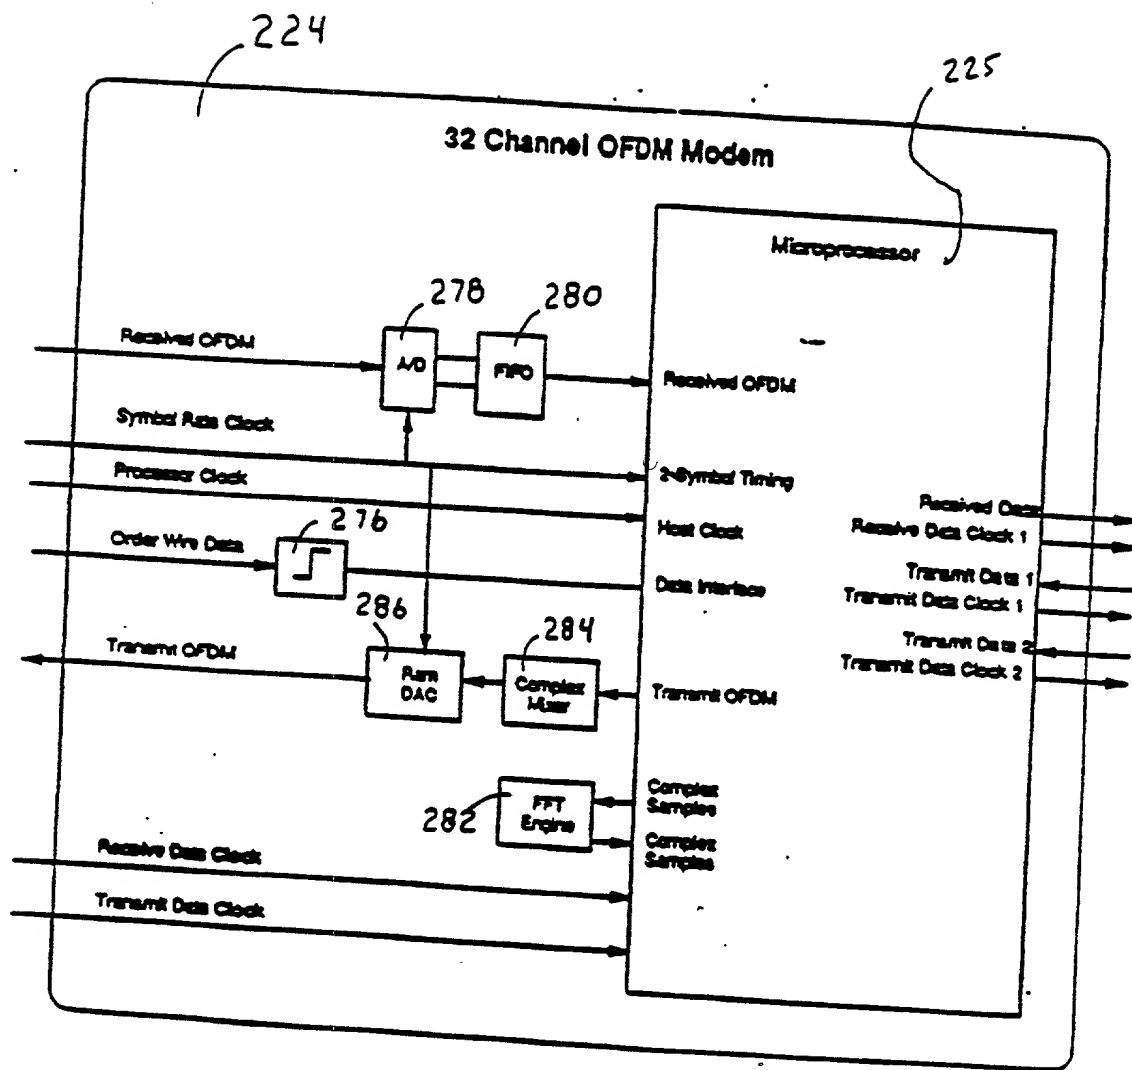 224
225
32 Channel OFDM Modem
Microprocessor
278
280
Received OFDM
A/D
FIFO
Received OFDM
Symbol Rate Clock
2-Symbol Timing
Processor Clock
Host Clock
276
Order Wire Data
Data Interface
286
284
Transmit OFDM
Ram
DAC
Complex
Mixer
Transmit OFDM
282
FFT
Engine
Complex
Samples
Complex
Samples
Receive Data Clock
Transmit Data Clock
Received Data
Receive Data Clock 1
Transmit Data 1
Transmit Data Clock 1
Transmit Data 2
Transmit Data Clock 2